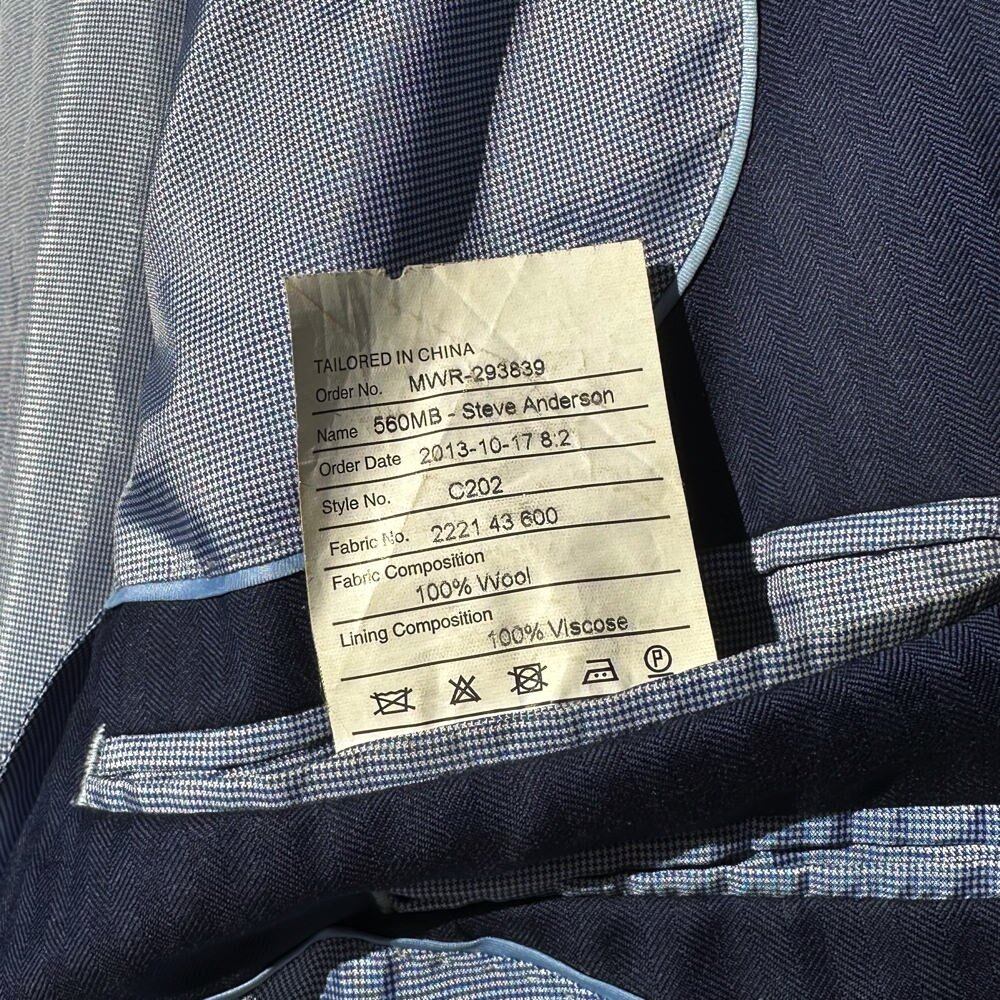 TAILORED IN CHINA
Order No. MWR-293839
Name 560MB - Steve Anderson
Order Date 2013-10-17 8:2
Style No. C202
Fabric No. 2221 43 600
Fabric Composition
100% Wool
Lining Composition
100% Viscose
P